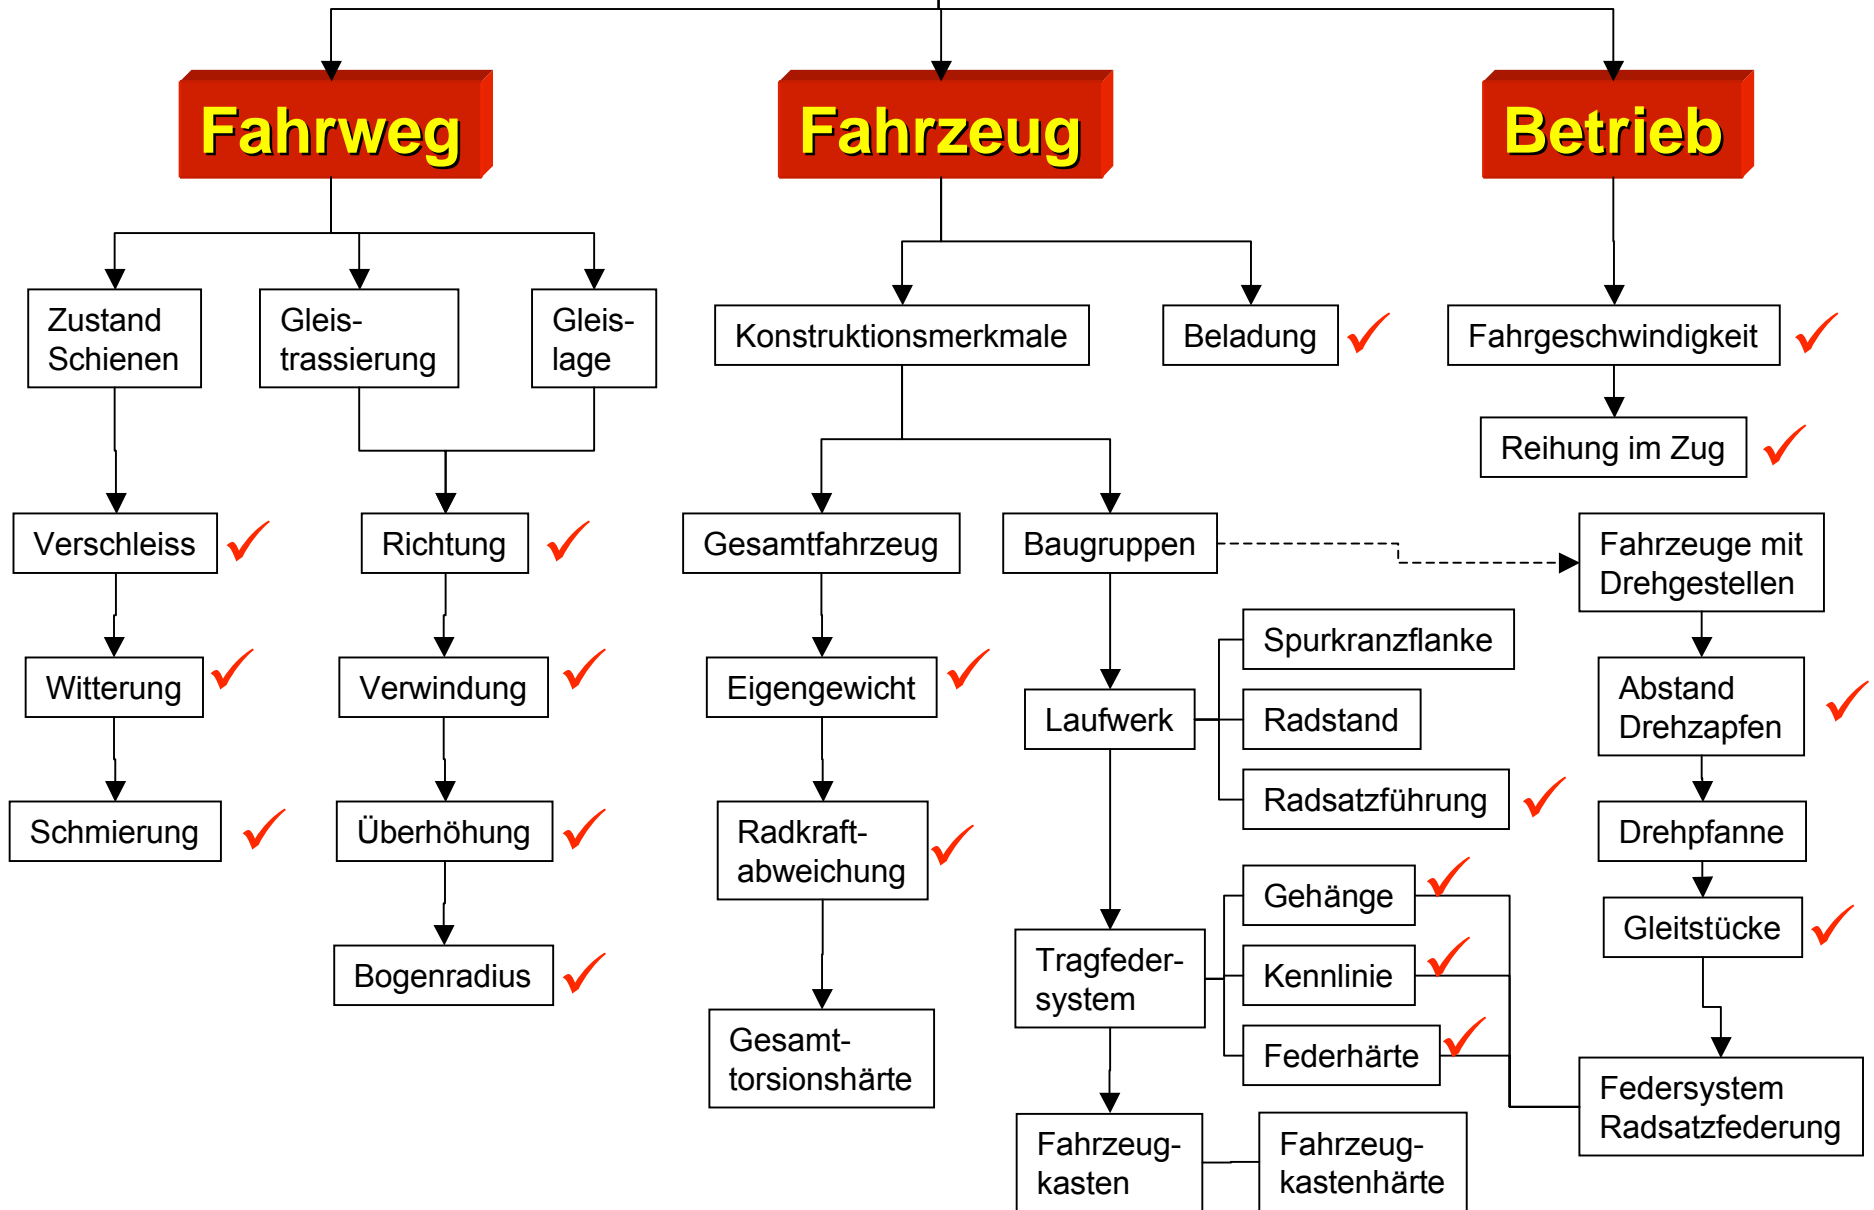 Fahrweg
Fahrzeug
Betrieb
Zustand
Schienen
Gleis-
trassierung
Gleis-
lage
Konstruktionsmerkmale
Beladung
Fahrgeschwindigkeit
Reihung im Zug
Verschleiss
Richtung
Gesamtfahrzeug
Baugruppen
Fahrzeuge mit
Drehgestellen
Witterung
Verwindung
Eigengewicht
Laufwerk
Spurkranzflanke
Radstand
Radsatzführung
Abstand
Drehzapfen
Schmierung
Überhöhung
Radkraft-
abweichung
Drehpfanne
Bogenradius
Gesamt-
torsionshärte
Tragfeder-
system
Gehänge
Kennlinie
Federhärte
Gleitstücke
Federsystem
Radsatzfederung
Fahrzeug-
kasten
Fahrzeug-
kastenhärte